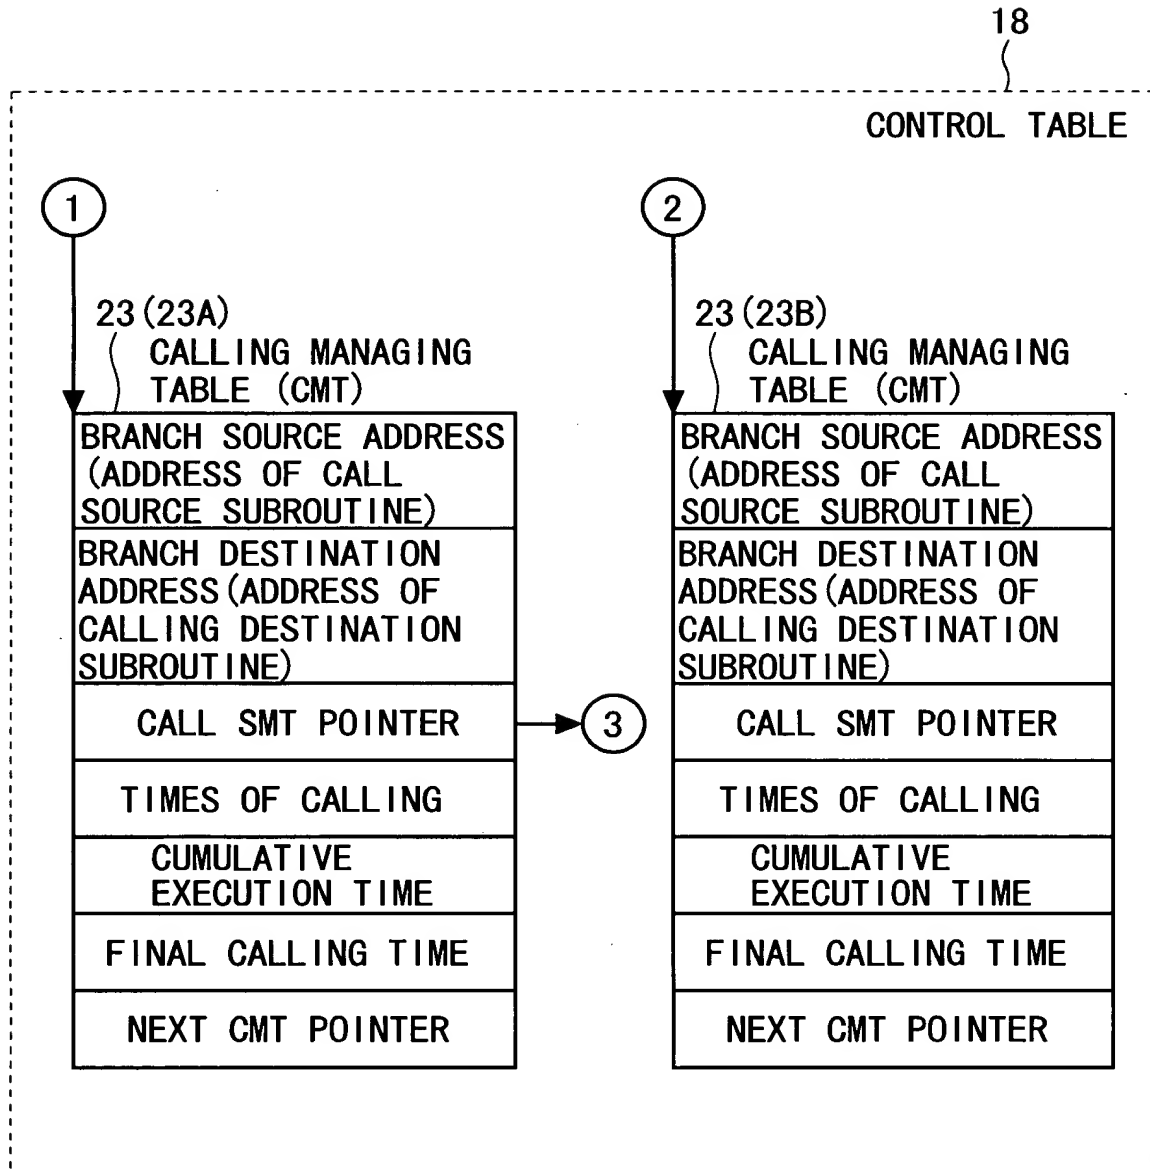 18
CONTROL TABLE
1
2
23(23A)
CALLING MANAGING
TABLE (CMT)
23(23B)
CALLING MANAGING
TABLE (CMT)
BRANCH SOURCE ADDRESS
(ADDRESS OF CALL
SOURCE SUBROUTINE)
BRANCH DESTINATION
ADDRESS(ADDRESS OF
CALLING DESTINATION
SUBROUTINE)
CALL SMT POINTER
3
TIMES OF CALLING
CUMULATIVE
EXECUTION TIME
FINAL CALLING TIME
NEXT CMT POINTER
BRANCH SOURCE ADDRESS
(ADDRESS OF CALL
SOURCE SUBROUTINE)
BRANCH DESTINATION
ADDRESS(ADDRESS OF
CALLING DESTINATION
SUBROUTINE)
CALL SMT POINTER
TIMES OF CALLING
CUMULATIVE
EXECUTION TIME
FINAL CALLING TIME
NEXT CMT POINTER